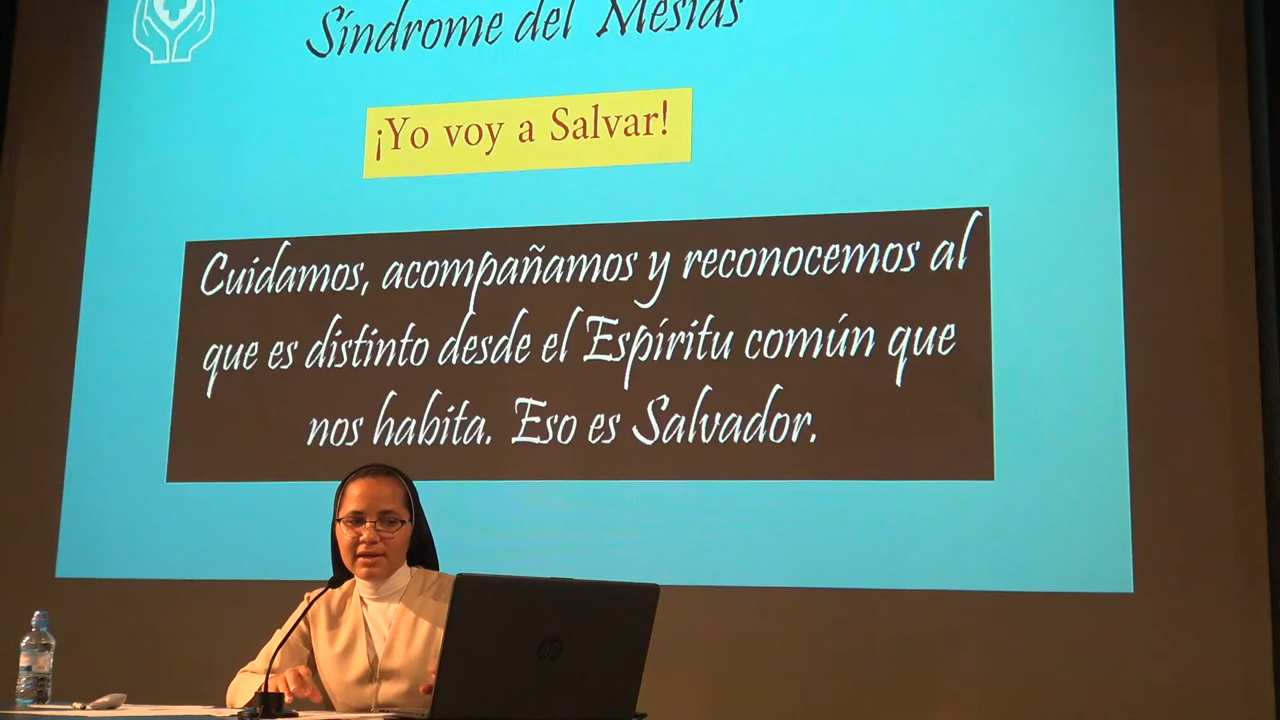 Síndrome del Mesías
¡Yo voy a Salvar!
Cuidamos, acompañamos y reconocemos al
que es distinto desde el Espíritu común que
nos habita. Eso es Salvador.
hp